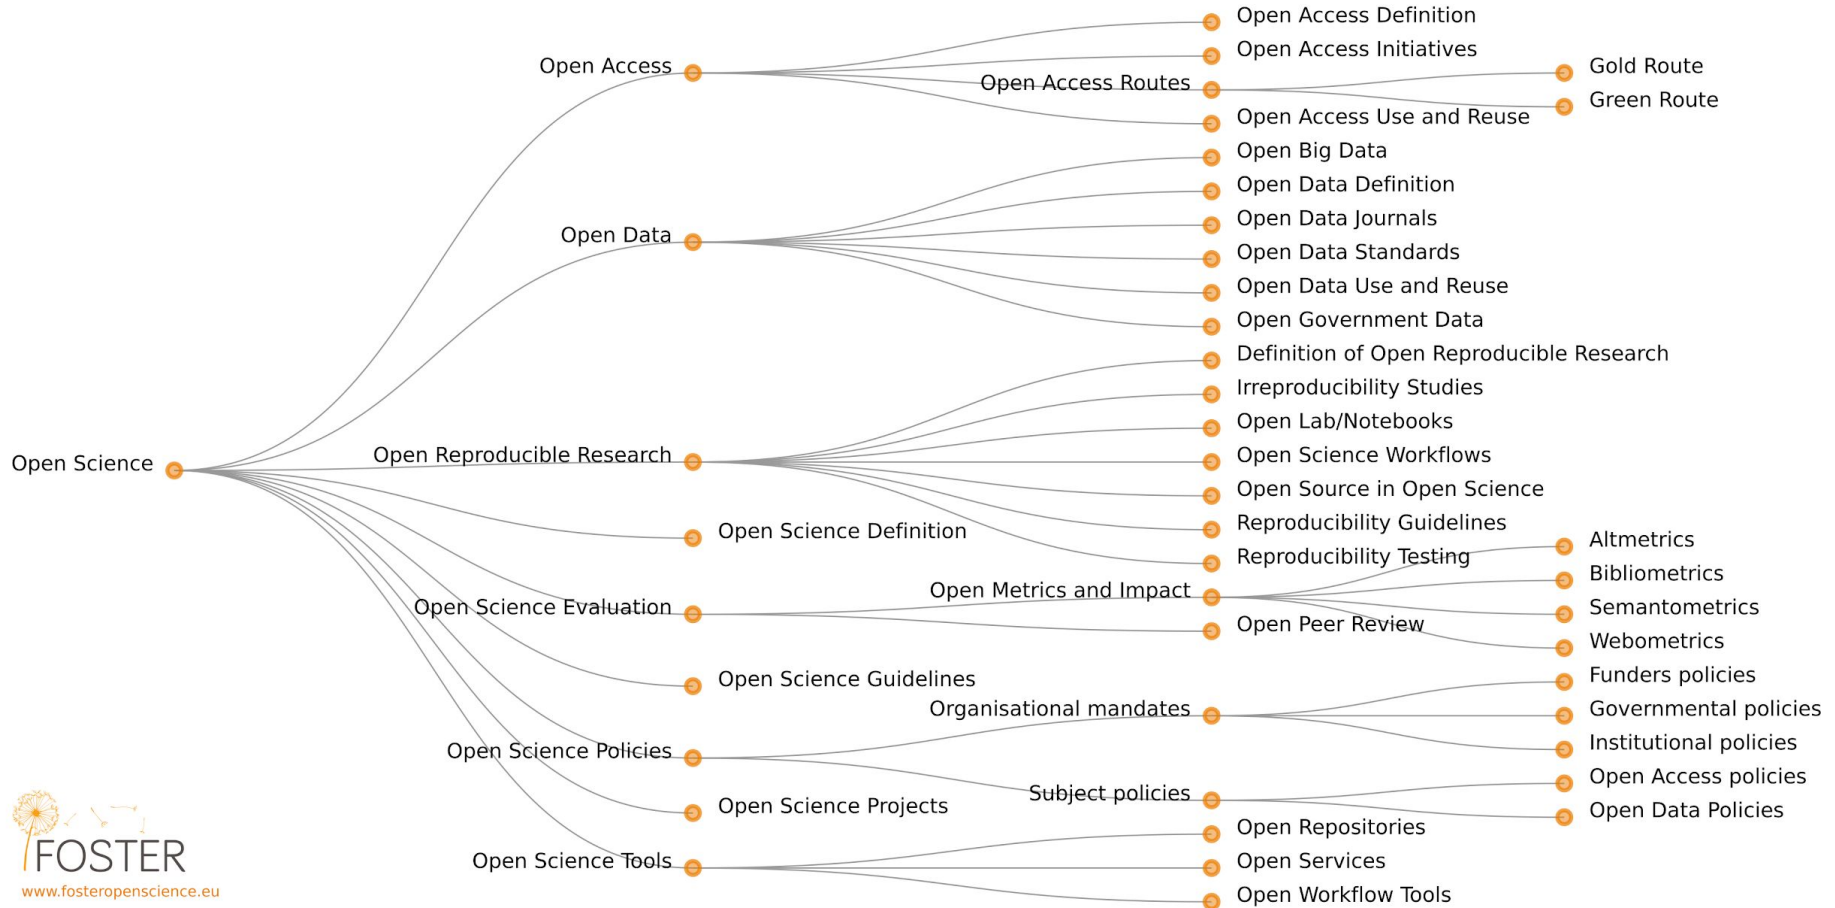 Open Science
Open Access
Open Access Definition
Open Access Initiatives
Open Access Routes
Gold Route
Green Route
Open Access Use and Reuse
Open Data
Open Big Data
Open Data Definition
Open Data Journals
Open Data Standards
Open Data Use and Reuse
Open Government Data
Open Reproducible Research
Definition of Open Reproducible Research
Irreproducibility Studies
Open Lab/Notebooks
Open Science Workflows
Open Source in Open Science
Reproducibility Guidelines
Reproducibility Testing
Open Science Definition
Open Science Evaluation
Open Metrics and Impact
Altmetrics
Bibliometrics
Semantometrics
Webometrics
Open Peer Review
Open Science Guidelines
Open Science Policies
Organisational mandates
Funders policies
Governmental policies
Institutional policies
Subject policies
Open Access policies
Open Data Policies
Open Science Projects
Open Science Tools
Open Repositories
Open Services
Open Workflow Tools
FOSTER
www.fosteropenscience.eu